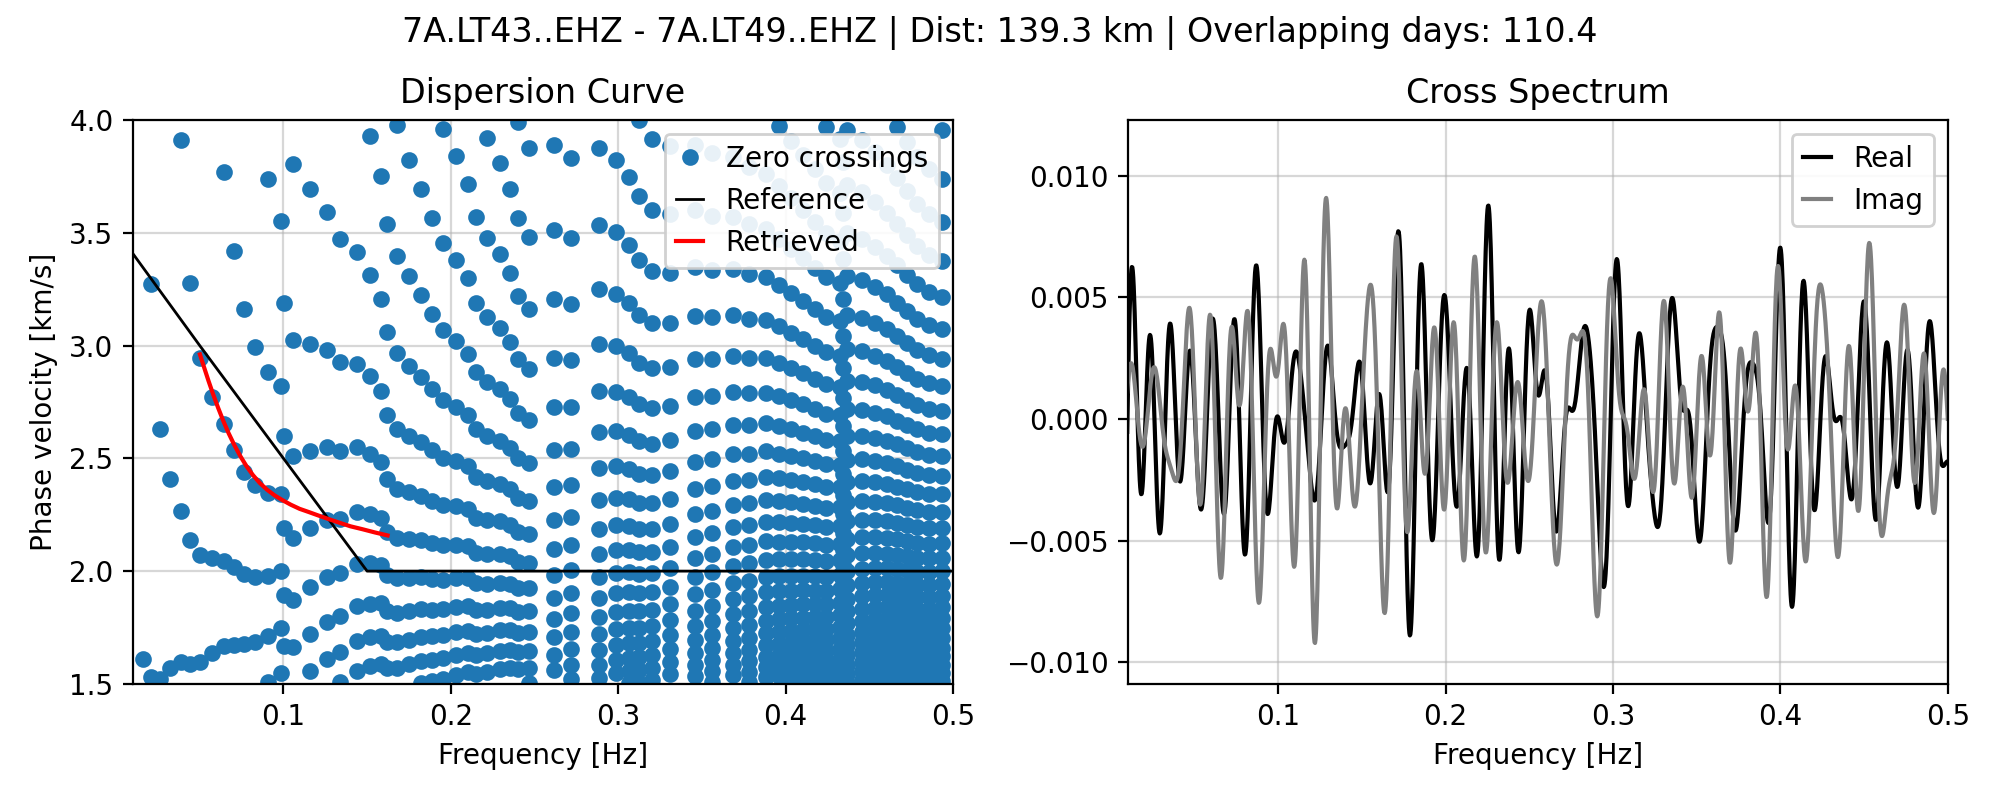 7A.LT43..EHZ - 7A.LT49..EHZ | Dist: 139.3 km | Overlapping days: 110.4
Dispersion Curve
4.0
3.5
3.0
2.5
2.0
1.5
Phase velocity [km/s]
Zero crossings
Reference
Retrieved
0.1 0.2 0.3 0.4 0.5
Frequency [Hz]
Cross Spectrum
0.010
0.005
0.000
−0.005
−0.010
Real
Imag
0.1 0.2 0.3 0.4 0.5
Frequency [Hz]